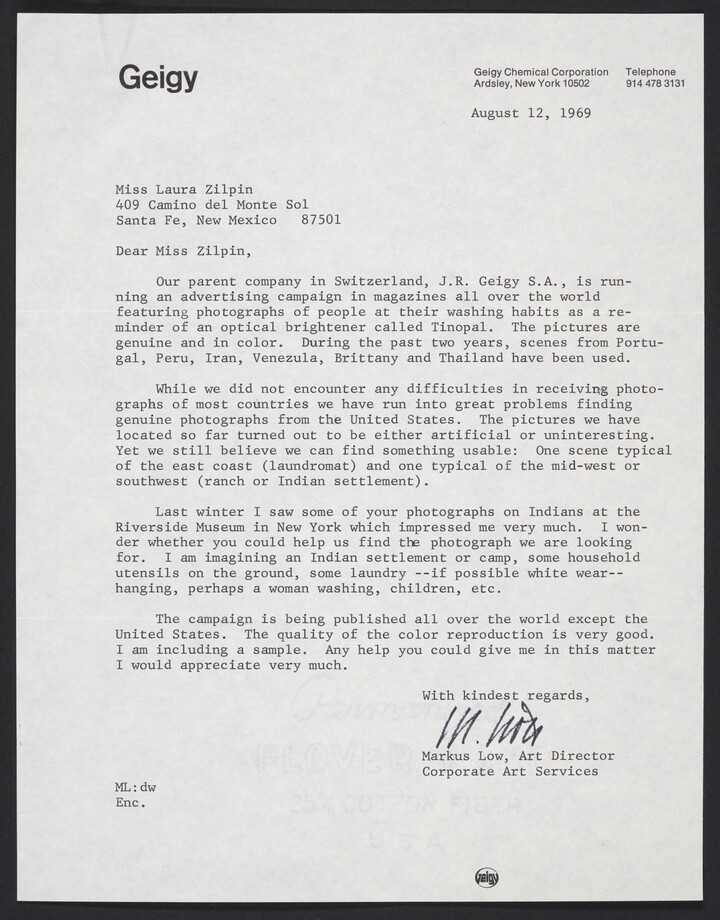 Geigy
Geigy Chemical Corporation Telephone
Ardsley, New York 10502 914 478 3131
August 12, 1969
Miss Laura Zilpin
409 Camino del Monte Sol
Santa Fe, New Mexico 87501
Dear Miss Zilpin,
Our parent company in Switzerland, J.R. Geigy S.A., is run-
ning an advertising campaign in magazines all over the world
featuring photographs of people at their washing habits as a re-
minder of an optical brightener called Tinopal. The pictures are
genuine and in color. During the past two years, scenes from Portu-
gal, Peru, Iran, Venezula, Brittany and Thailand have been used.
While we did not encounter any difficulties in receiving photo-
graphs of most countries we have run into great problems finding
genuine photographs from the United States. The pictures we have
located so far turned out to be either artificial or uninteresting.
Yet we still believe we can find something usable: One scene typical
of the east coast (laundromat) and one typical of the mid-west or
southwest (ranch or Indian settlement).
Last winter I saw some of your photographs on Indians at the
Riverside Museum in New York which impressed me very much. I won-
der whether you could help us find the photograph we are looking
for. I am imagining an Indian settlement or camp, some household
utensils on the ground, some laundry --if possible white wear--
hanging, perhaps a woman washing, children, etc.
The campaign is being published all over the world except the
United States. The quality of the color reproduction is very good.
I am including a sample. Any help you could give me in this matter
I would appreciate very much.
With kindest regards,
M. Low
Markus Low, Art Director
Corporate Art Services
ML:dw
Enc.
Geigy